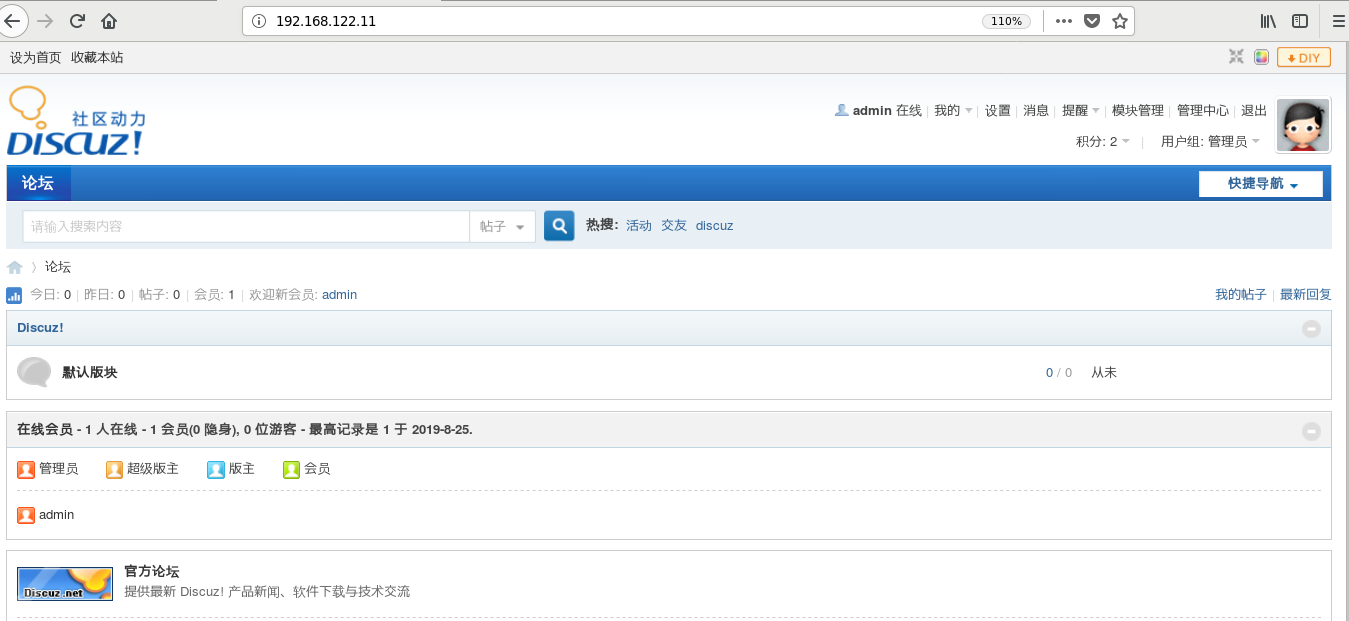 192.168.122.11 110%
设为首页 收藏本站 DIY
社区动力
DISCUZ!
admin 在线 我的 设置 消息 提醒 模块管理 管理中心 退出
积分: 2 用户组: 管理员
论坛 快捷导航
请输入搜索内容 帖子 热搜: 活动 交友 discuz
论坛
今日: 0 昨日: 0 帖子: 0 会员: 1 欢迎新会员: admin 我的帖子 最新回复
Discuz!
默认版块 0 / 0 从未
在线会员 - 1 人在线 - 1 会员(0 隐身), 0 位游客 - 最高记录是 1 于 2019-8-25.
管理员 超级版主 版主 会员
admin
Discuz.net 官方论坛
提供最新 Discuz! 产品新闻、软件下载与技术交流